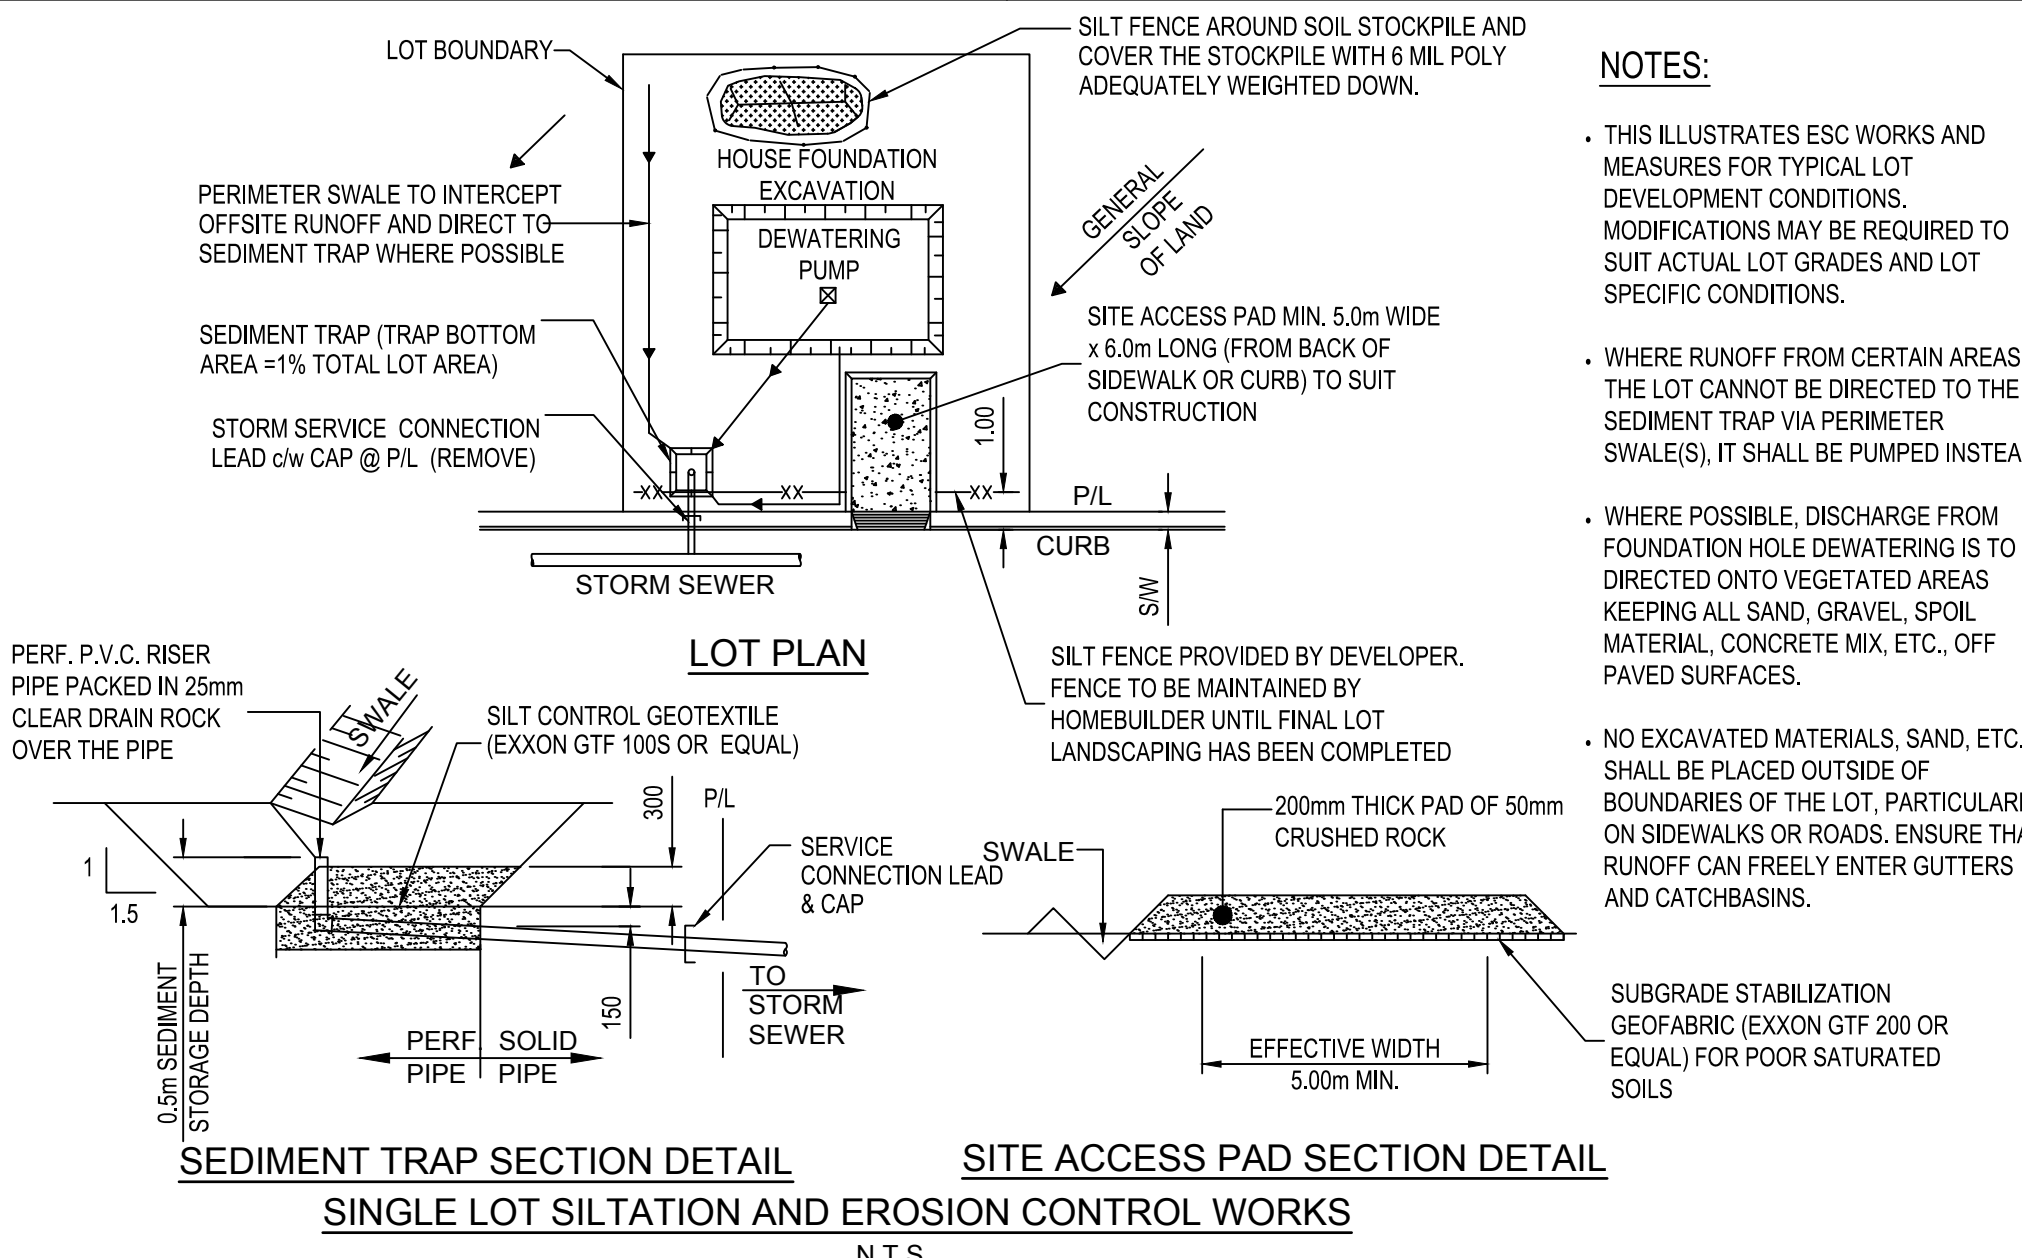 LOT BOUNDARY
SILT FENCE AROUND SOIL STOCKPILE AND
COVER THE STOCKPILE WITH 6 MIL POLY
ADEQUATELY WEIGHTED DOWN.
HOUSE FOUNDATION
EXCAVATION
PERIMETER SWALE TO INTERCEPT
OFFSITE RUNOFF AND DIRECT TO
SEDIMENT TRAP WHERE POSSIBLE
DEWATERING
PUMP
GENERAL
SLOPE
OF LAND
SEDIMENT TRAP (TRAP BOTTOM
AREA =1% TOTAL LOT AREA)
SITE ACCESS PAD MIN. 5.0m WIDE
x 6.0m LONG (FROM BACK OF
SIDEWALK OR CURB) TO SUIT
CONSTRUCTION
STORM SERVICE CONNECTION
LEAD c/w CAP @ P/L (REMOVE)
1.00
XX
XX
XX
P/L
CURB
S/W
STORM SEWER
LOT PLAN
SILT FENCE PROVIDED BY DEVELOPER.
FENCE TO BE MAINTAINED BY
HOMEBUILDER UNTIL FINAL LOT
LANDSCAPING HAS BEEN COMPLETED
PERF. P.V.C. RISER
PIPE PACKED IN 25mm
CLEAR DRAIN ROCK
OVER THE PIPE
SWALE
SILT CONTROL GEOTEXTILE
(EXXON GTF 100S OR EQUAL)
300
P/L
SERVICE
CONNECTION LEAD
& CAP
1
1.5
0.5m SEDIMENT
STORAGE DEPTH
150
TO
STORM
SEWER
PERF.
PIPE
SOLID
PIPE
SEDIMENT TRAP SECTION DETAIL
200mm THICK PAD OF 50mm
CRUSHED ROCK
SWALE
EFFECTIVE WIDTH
5.00m MIN.
SUBGRADE STABILIZATION
GEOFABRIC (EXXON GTF 200 OR
EQUAL) FOR POOR SATURATED
SOILS
SITE ACCESS PAD SECTION DETAIL
SINGLE LOT SILTATION AND EROSION CONTROL WORKS
N.T.S.
NOTES:
• THIS ILLUSTRATES ESC WORKS AND
MEASURES FOR TYPICAL LOT
DEVELOPMENT CONDITIONS.
MODIFICATIONS MAY BE REQUIRED TO
SUIT ACTUAL LOT GRADES AND LOT
SPECIFIC CONDITIONS.
• WHERE RUNOFF FROM CERTAIN AREAS
THE LOT CANNOT BE DIRECTED TO THE
SEDIMENT TRAP VIA PERIMETER
SWALE(S), IT SHALL BE PUMPED
• WHERE POSSIBLE, DISCHARGE FROM
FOUNDATION HOLE DEWATERING IS TO
DIRECTED ONTO VEGETATED AREAS
KEEPING ALL SAND, GRAVEL, SPOIL
MATERIAL, CONCRETE MIX, ETC., OFF
PAVED SURFACES.
• NO EXCAVATED MATERIALS, SAND, ETC.
SHALL BE PLACED OUTSIDE OF
BOUNDARIES OF THE LOT,
ON SIDEWALKS OR ROADS. ENSURE
RUNOFF CAN FREELY ENTER GUTTERS
AND CATCHBASINS.